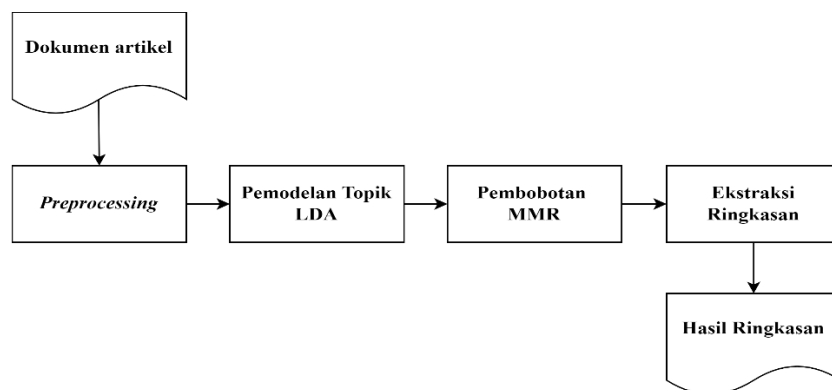 Dokumen artikel
Preprocessing
Pemodelan Topik
LDA
Pembobotan
MMR
Ekstraksi
Ringkasan
Hasil Ringkasan